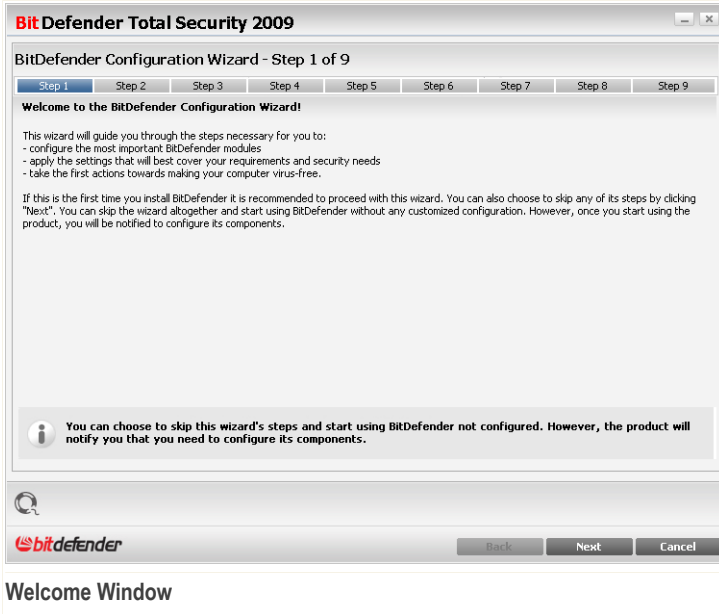 BitDefender Total Security 2009
BitDefender Configuration Wizard - Step 1 of 9
Step 1 Step 2 Step 3 Step 4 Step 5 Step 6 Step 7 Step 8 Step 9
Welcome to the BitDefender Configuration Wizard!
This wizard will guide you through the steps necessary for you to:
- configure the most important BitDefender modules
- apply the settings that will best cover your requirements and security needs
- take the first actions towards making your computer virus-free.
If this is the first time you install BitDefender it is recommended to proceed with this wizard. You can also choose to skip any of its steps by clicking
"Next". You can skip the wizard altogether and start using BitDefender without any customized configuration. However, once you start using the
product, you will be notified to configure its components.
You can choose to skip this wizard's steps and start using BitDefender not configured. However, the product will
notify you that you need to configure its components.
bitdefender
Back Next Cancel
Welcome Window